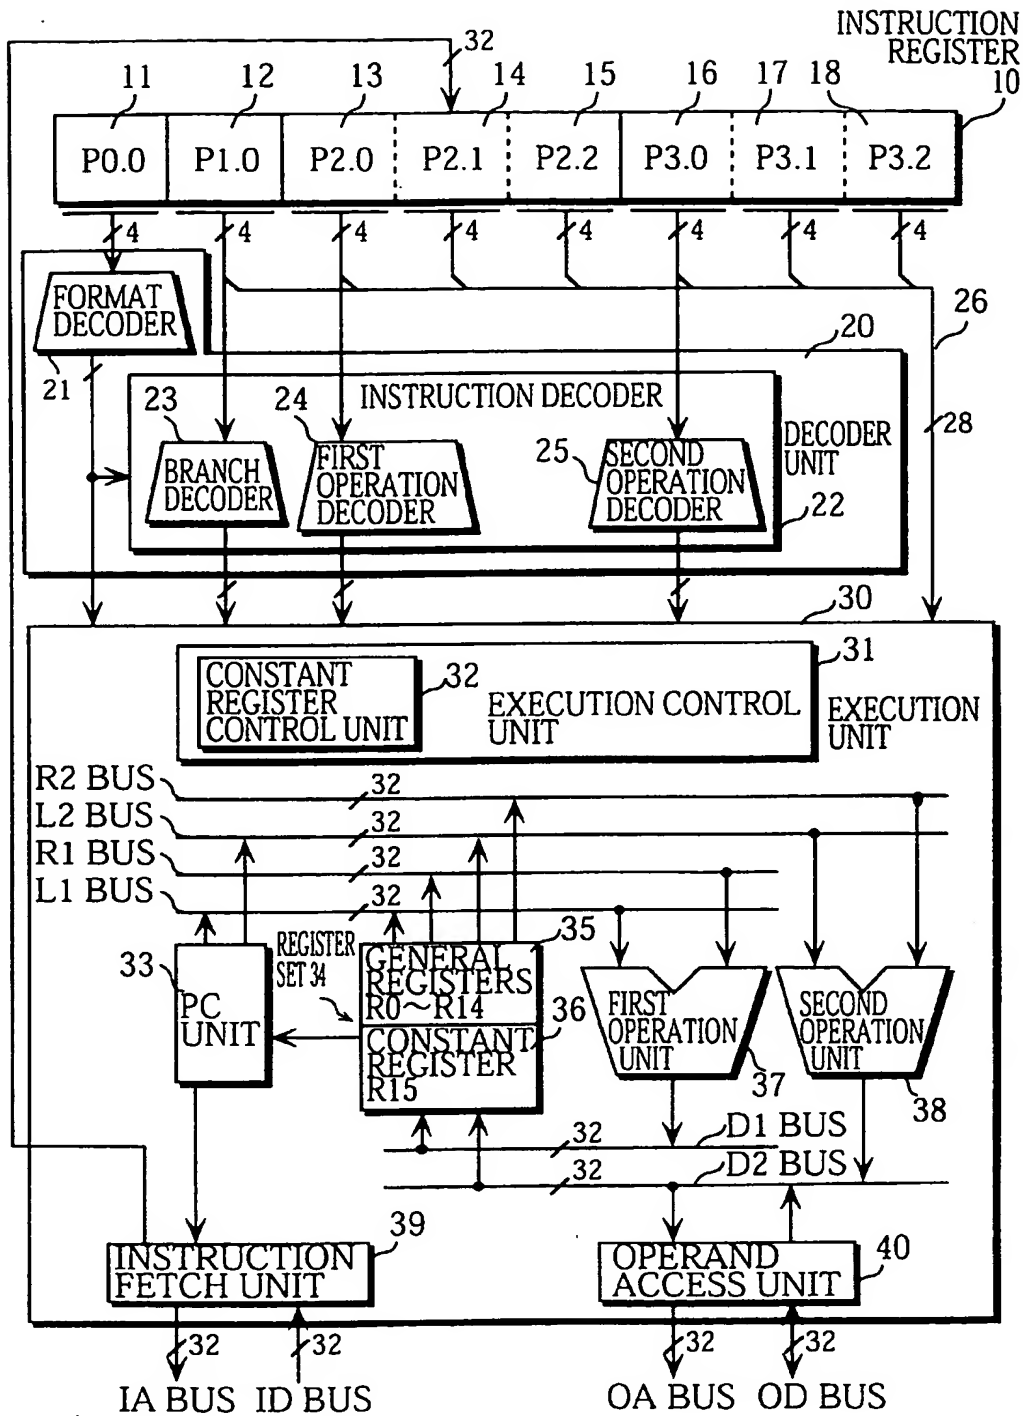 INSTRUCTION
REGISTER
32
11 12 13 14 15 16 17 18 10
P0.0 P1.0 P2.0 P2.1 P2.2 P3.0 P3.1 P3.2
4 4 4 4 4 4 4 4
FORMAT
DECODER
21
26
20
INSTRUCTION DECODER
23
24
25
BRANCH
DECODER
FIRST
OPERATION
DECODER
SECOND
OPERATION
DECODER
DECODER
UNIT
28
22
30
31
CONSTANT
REGISTER
CONTROL UNIT
32
EXECUTION CONTROL
UNIT
EXECUTION
UNIT
R2 BUS
32
L2 BUS
32
R1 BUS
32
L1 BUS
32
33
PC
UNIT
REGISTER
SET 34
35
GENERAL
REGISTERS
R0~R14
36
CONSTANT
REGISTER
R15
FIRST
OPERATION
UNIT
37
SECOND
OPERATION
UNIT
38
32
D1 BUS
32
D2 BUS
39
INSTRUCTION
FETCH UNIT
OPERAND
ACCESS UNIT
40
32 32 32 32
IA BUS ID BUS OA BUS OD BUS